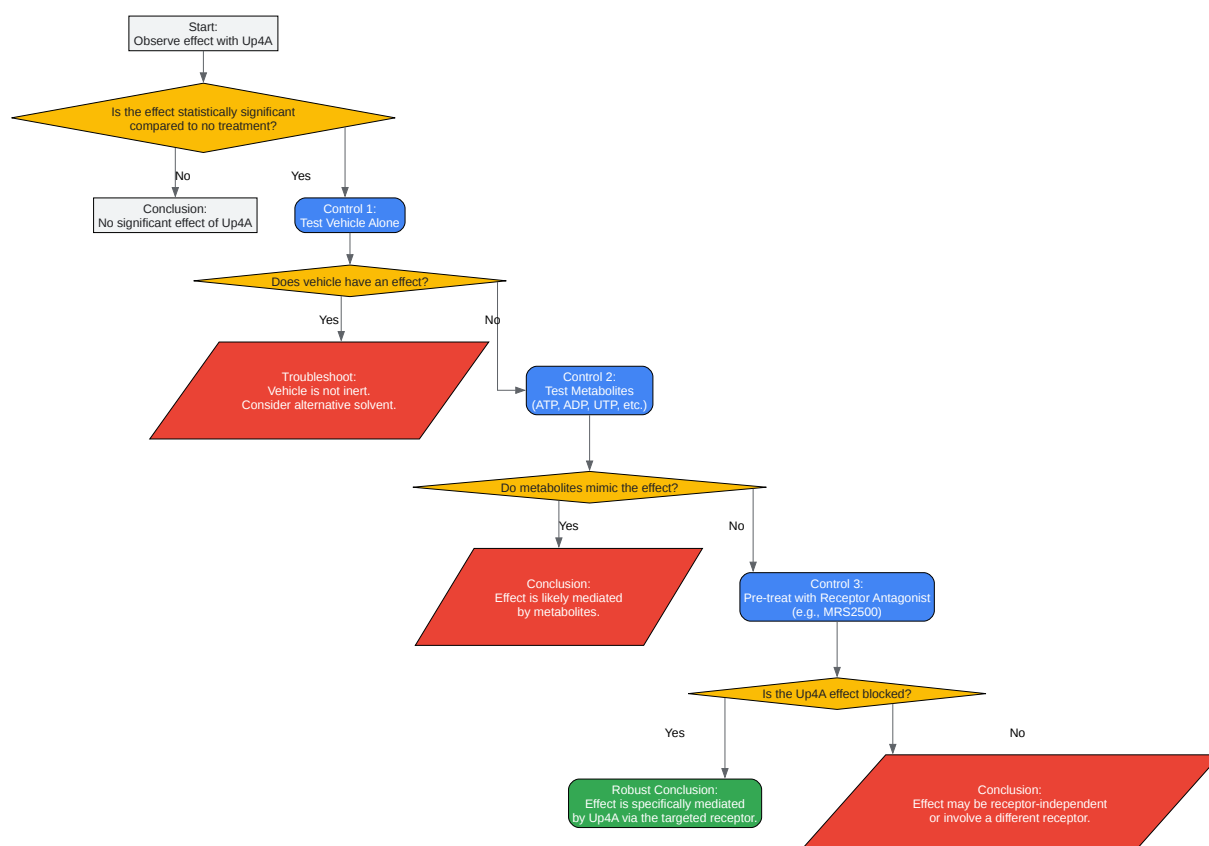 Start:
Observe effect with Up4A
Is the effect statistically significant
compared to no treatment?
No
Yes
Conclusion:
No significant effect of Up4A
Control 1:
Test Vehicle Alone
Does vehicle have an effect?
Yes
No
Troubleshoot:
Vehicle is not inert.
Consider alternative solvent.
Control 2:
Test Metabolites
(ATP, ADP, UTP, etc.)
Do metabolites mimic the effect?
Yes
No
Conclusion:
Effect is likely mediated
by metabolites.
Control 3:
Pre-treat with Receptor Antagonist
(e.g., MRS2500)
Is the Up4A effect blocked?
Yes
No
Robust Conclusion:
Effect is specifically mediated
by Up4A via the targeted receptor.
Conclusion:
Effect may be receptor-independent
or involve a different receptor.